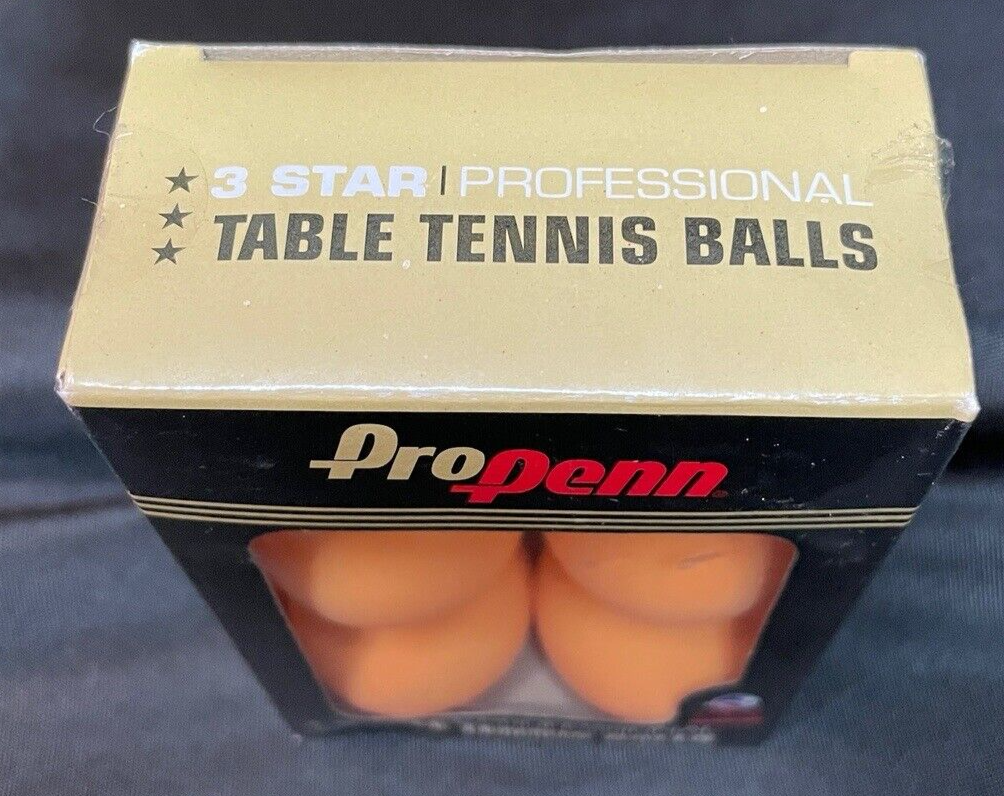 3 STAR | PROFESSIONAL
TABLE TENNIS BALLS
ProPenn